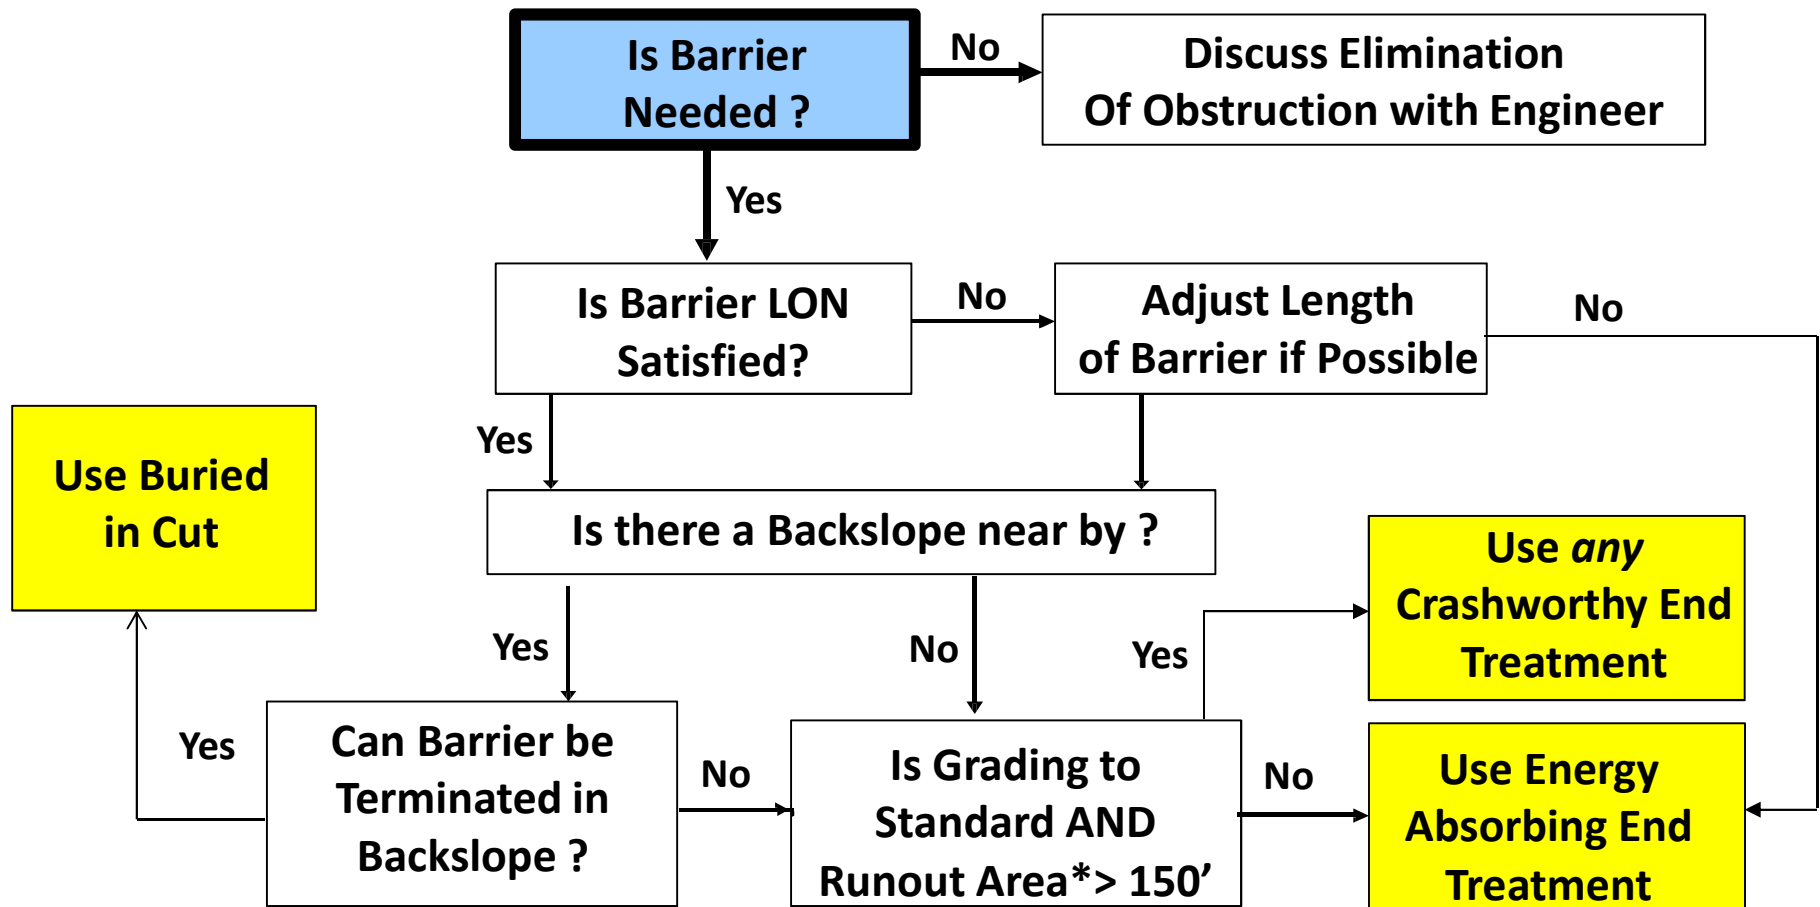 Is Barrier
Needed ?
No
Discuss Elimination
Of Obstruction with Engineer
Yes
Is Barrier LON
Satisfied?
No
Adjust Length
of Barrier if Possible
No
Yes
Is there a Backslope near by ?
Use Buried
in Cut
Yes
No
Yes
Use any
Crashworthy End
Treatment
Yes
Can Barrier be
Terminated in
Backslope ?
No
Is Grading to
Standard AND
Runout Area*> 150’
No
Use Energy
Absorbing End
Treatment